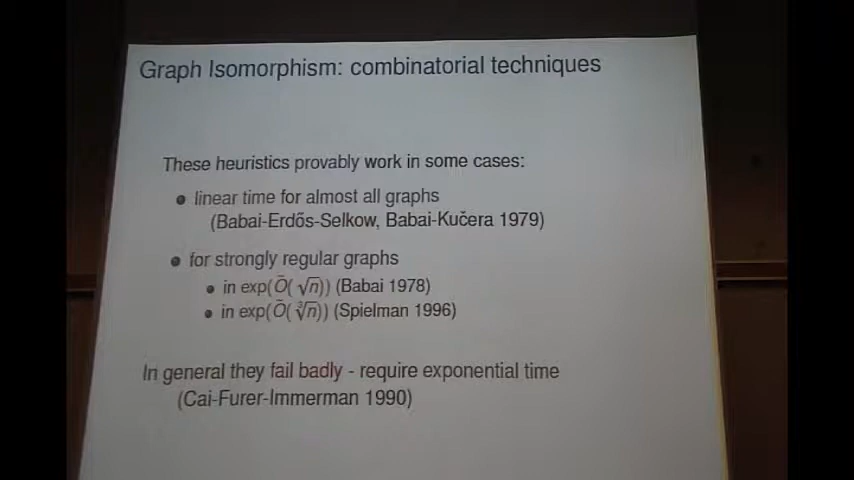 Graph Isomorphism: combinatorial techniques
These heuristics provably work in some cases:
• linear time for almost all graphs
(Babai-Erdős-Selkow, Babai-Kučera 1979)
• for strongly regular graphs
• in exp(Õ(√n)) (Babai 1978)
• in exp(Õ(∛n)) (Spielman 1996)
In general they fail badly - require exponential time
(Cai-Furer-Immerman 1990)